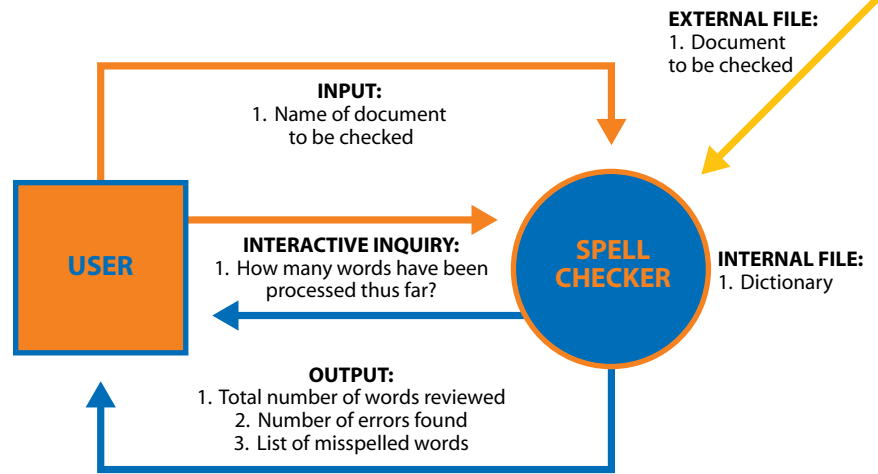 EXTERNAL FILE:
1. Document
to be checked
INPUT:
1. Name of document
to be checked
USER
INTERACTIVE INQUIRY:
1. How many words have been
processed thus far?
SPELL
CHECKER
INTERNAL FILE:
1. Dictionary
OUTPUT:
1. Total number of words reviewed
2. Number of errors found
3. List of misspelled words